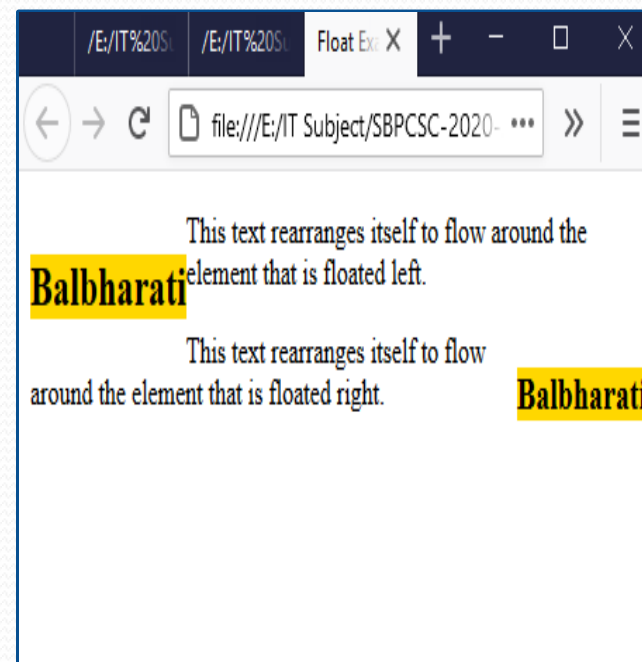 /E:/IT%20S /E:/IT%20S Float Ex
file:///E:/IT Subject/SBPCSC-2020-
This text rearranges itself to flow around the
Balbharati element that is floated left.
This text rearranges itself to flow
around the element that is floated right. Balbharati